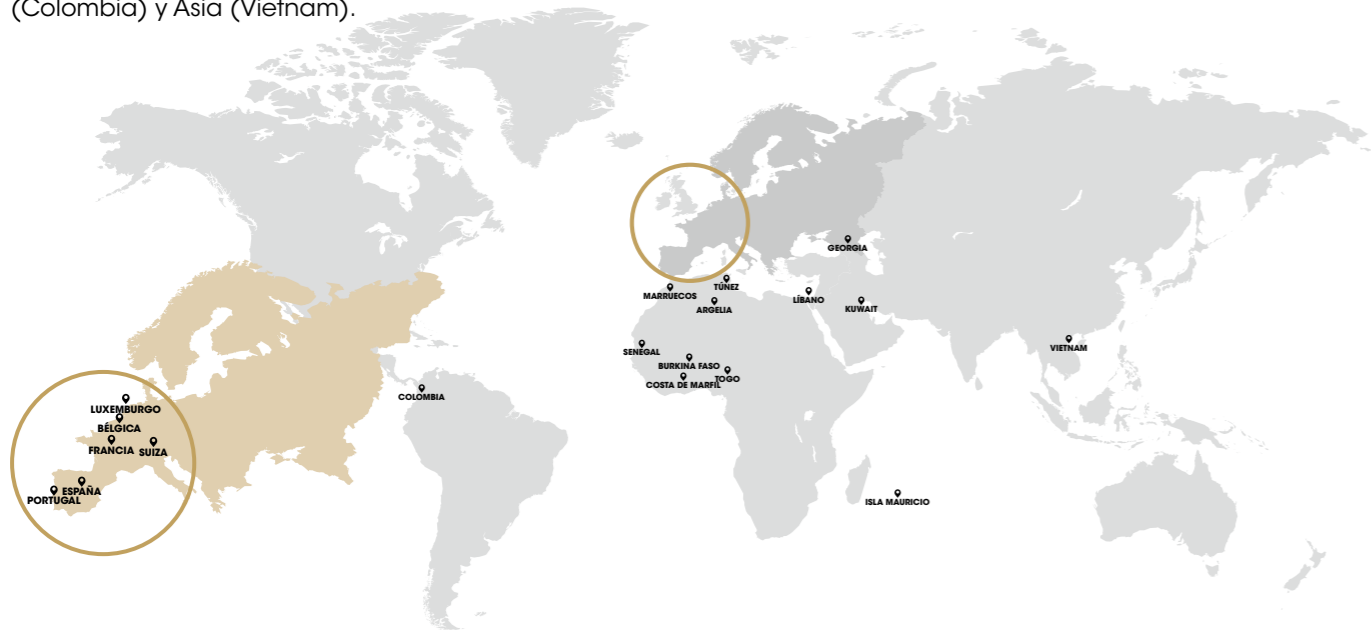 (Colombia) y Asia (Vietnam).
GEORGIA
TÚNEZ
MARRUECOS
LÍBANO
ARGELIA
KUWAIT
SENEGAL
VIETNAM
BURKINA FASO
TOGO
COSTA DE MARFIL
COLOMBIA
LUXEMBURGO
BÉLGICA
FRANCIA
SUIZA
ESPAÑA
PORTUGAL
ISLA MAURICIO